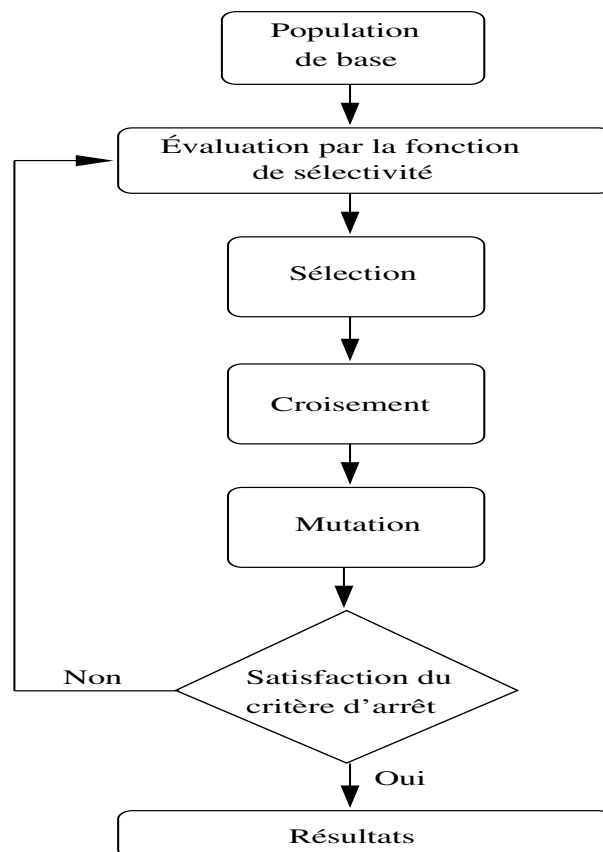 Population
de base
Évaluation par la fonction
de sélectivité
Sélection
Croisement
Mutation
Satisfaction du
critère d'arrêt
Non
Oui
Résultats